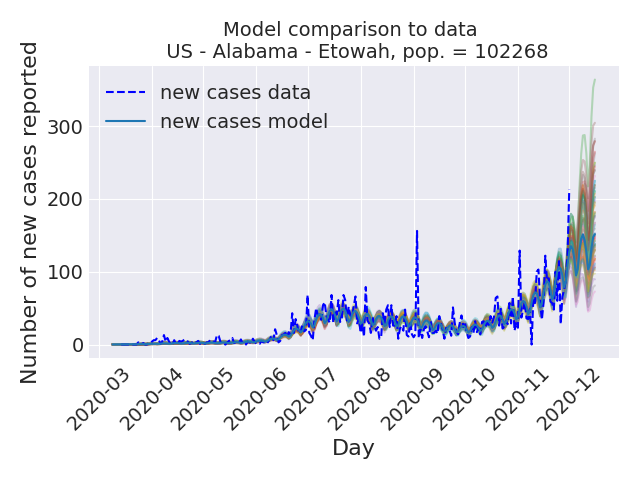 Model comparison to data
US - Alabama - Etowah, pop. = 102268
Number of new cases reported
new cases data
new cases model
300
200
100
0
2020-03
2020-04
2020-05
2020-06
2020-07
2020-08
2020-09
2020-10
2020-11
2020-12
Day